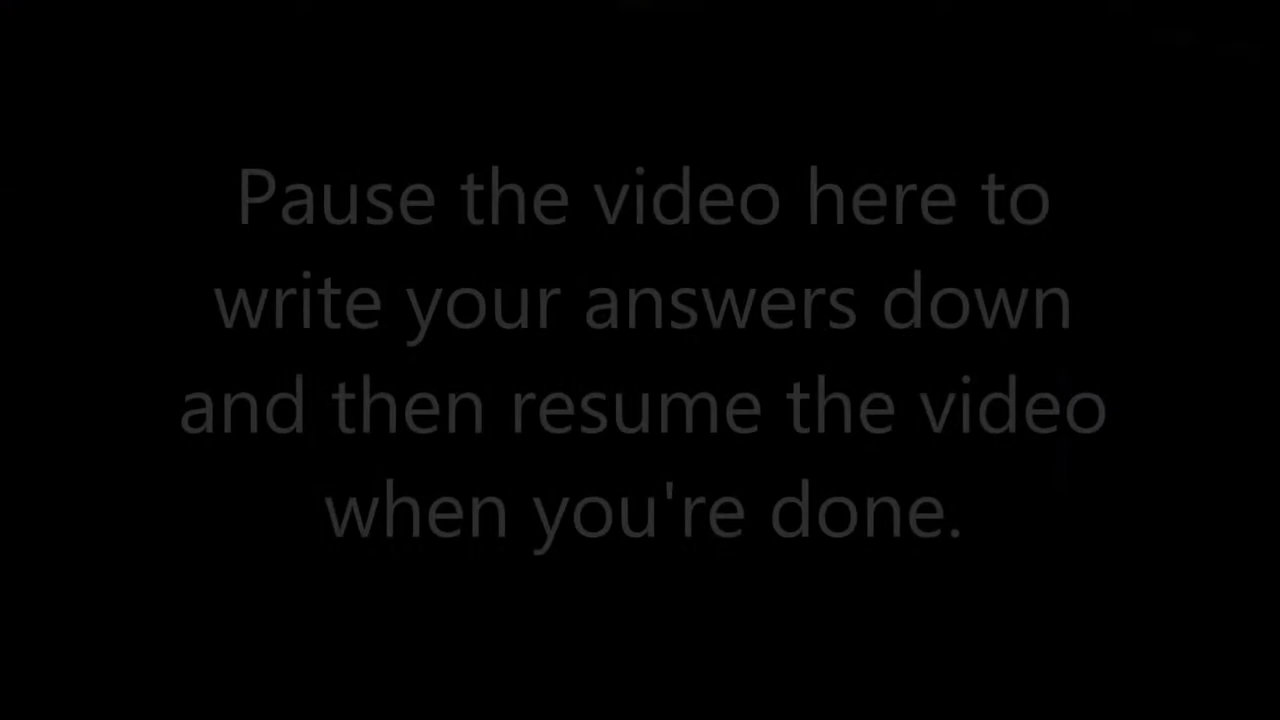 Pause the video here to
write your answers down
and then resume the video
when you're done.